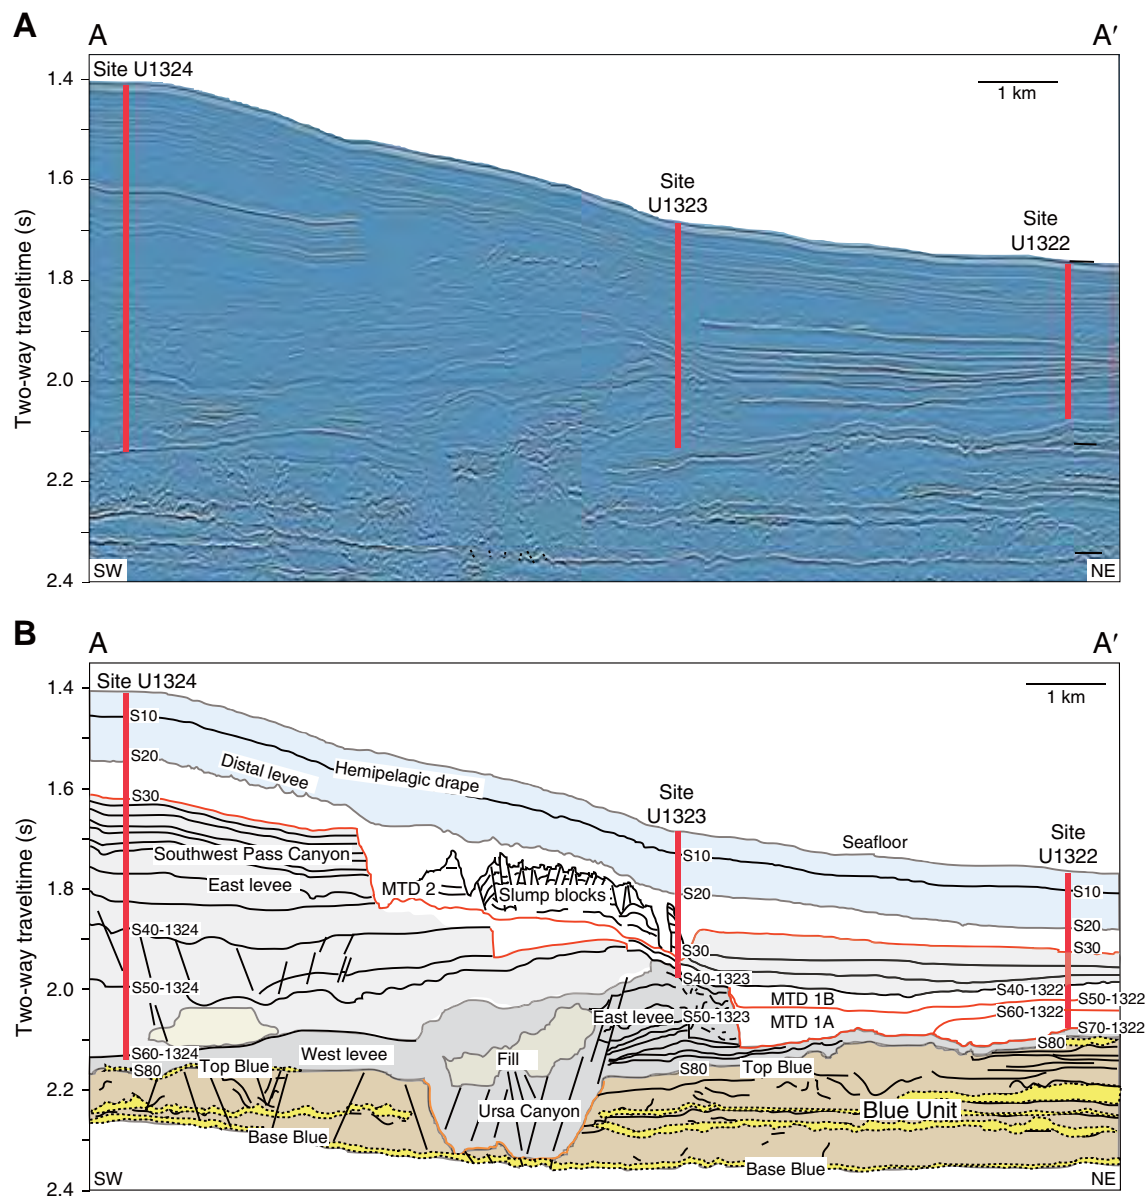 A
A
A′
Site U1324
1.4
1 km
1.6
Site
U1323
Site
U1322
1.8
Two-way traveltime (s)
2.0
2.2
2.4
SW
NE
B
A
A′
Site U1324
1.4
1 km
S10
S20
Distal levee
Hemipelagic drape
1.6
S30
Site
U1323
Seafloor
Site
U1322
Southwest Pass Canyon
S10
East levee
MTD 2
Slump blocks
1.8
S20
S10
S40-1324
S20
S30
S30
Two-way traveltime (s)
S50-1324
2.0
S40-1323
S40-1322
MTD 1B
S50-1322
East levee
S50-1323
MTD 1A
S60-1322
S70-1322
S60-1324
West levee
Fill
S80
S80
Top Blue
S80
Top Blue
2.2
Ursa Canyon
Blue Unit
Base Blue
Base Blue
2.4
SW
NE